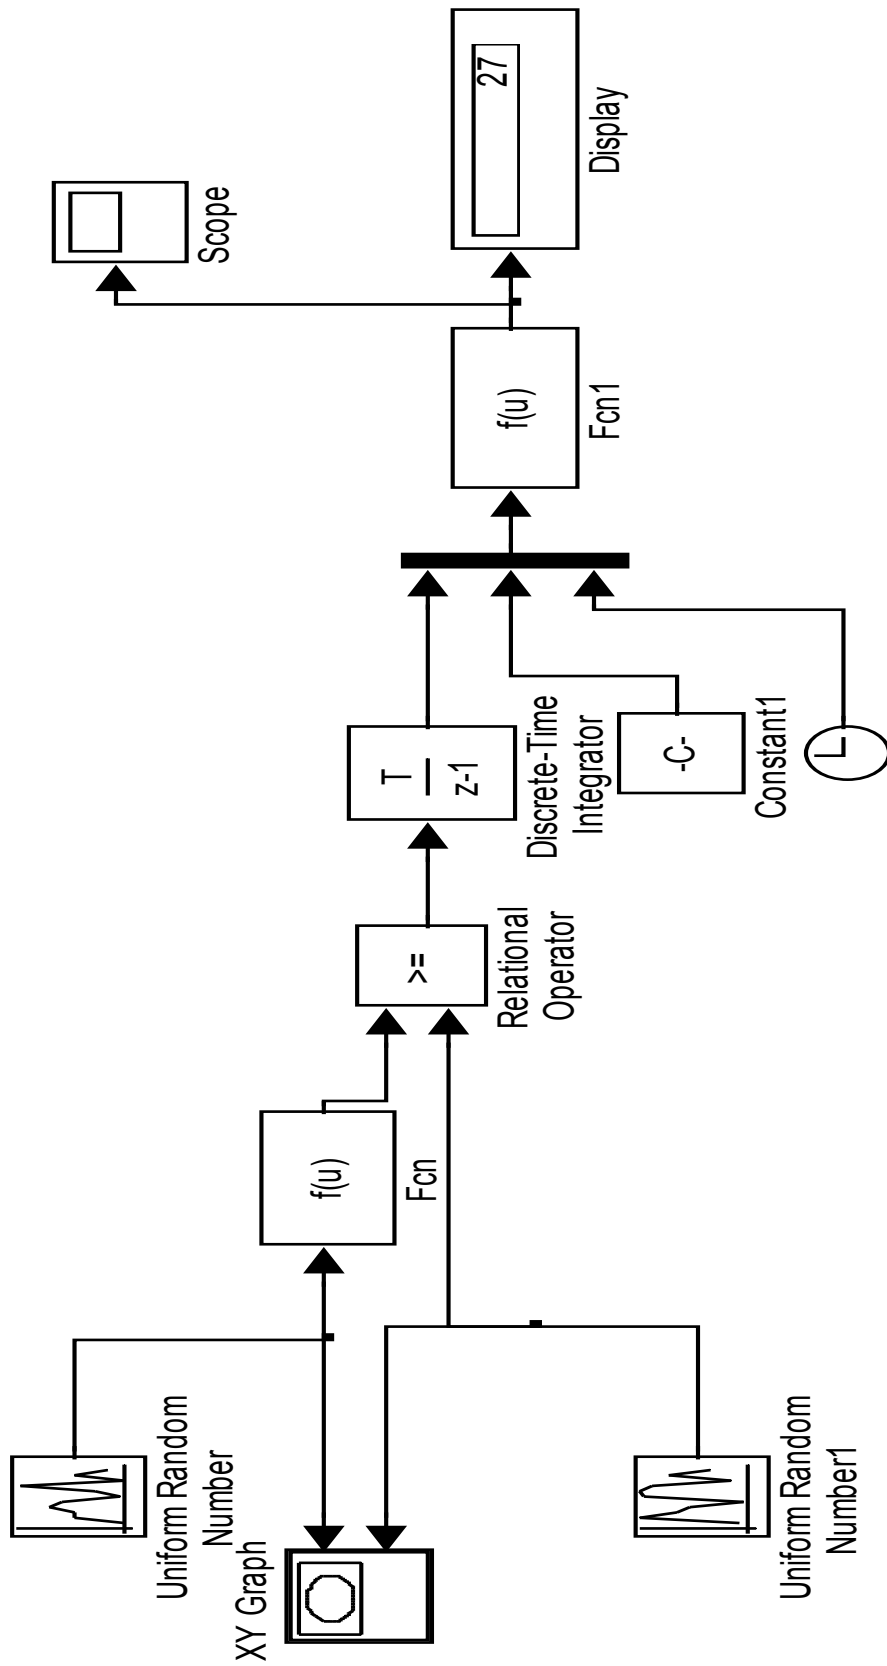 Uniform Random
Number
XY Graph
Uniform Random
Number1
f(u)
Fcn
>=
Relational
Operator
T
z-1
Discrete-Time
Integrator
-C-
Constant1
f(u)
Fcn1
Scope
27
Display